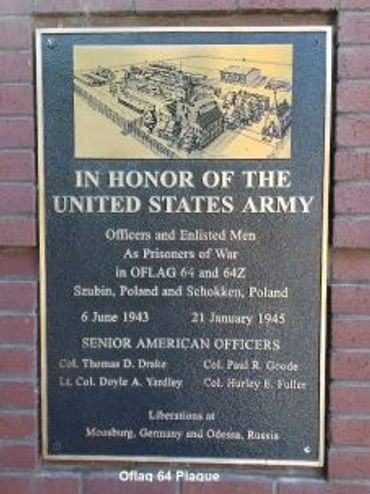 IN HONOR OF THE
UNITED STATES ARMY
Officers and Enlisted Men
As Prisoners of War
in OFLAG 64 and 64Z
Szubin, Poland and Schokken, Poland
6 June 1943 21 January 1945
SENIOR AMERICAN OFFICERS
Col. Thomas D. Drake Col. Paul R. Goode
Lt. Col. Doyle A. Yardley Col. Hurley E. Fuller
Liberations at
Moosburg, Germany and Odessa, Russia
Oflag 64 Plaque